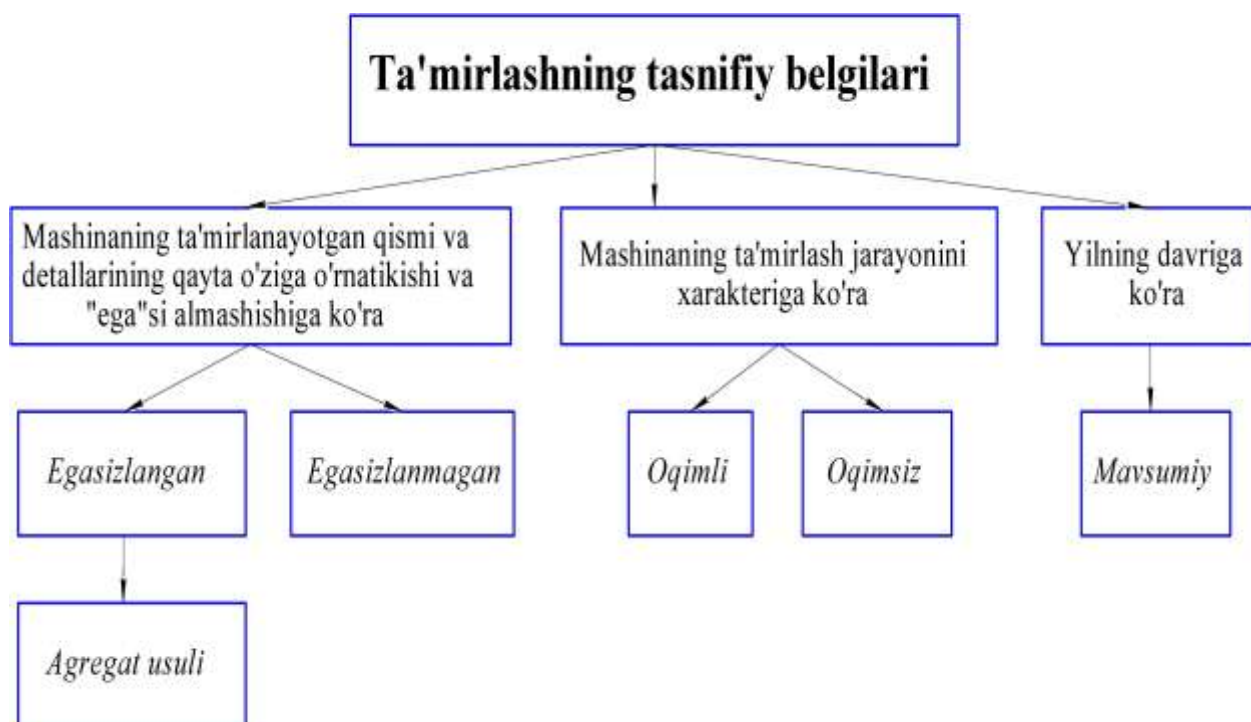 Ta'mirlashning tasnifiy belgilari
Mashinaning ta'mirlanayotgan qismi va
detallarining qayta o'ziga o'rnatikishi va
"ega"si almashishiga ko'ra
Mashinaning ta'mirlash jarayonini
xarakteriga ko'ra
Yilning davriga
ko'ra
Egasizlangan
Egasizlanmagan
Oqimli
Oqimsiz
Mavsumiy
Agregat usuli